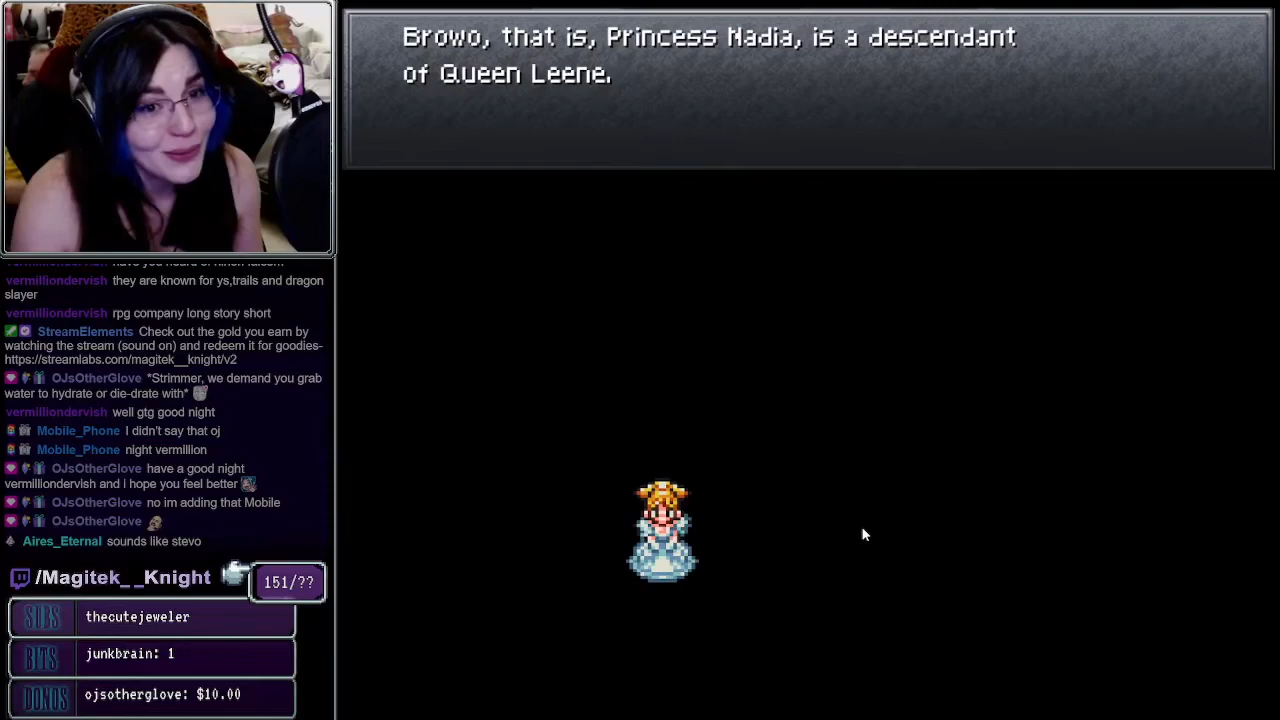 Browo, that is, Princess Nadia, is a descendant
of Queen Leene.
vermilliondervish they are known for ys,trails and dragon
slayer
vermilliondervish rpg company long story short
StreamElements Check out the gold you earn by
watching the stream (sound on) and redeem it for goodies-
https://streamlabs.com/magitek__knight/v2
OJsOtherGlove *Strimmer, we demand you grab
water to hydrate or die-drate with*
vermilliondervish well gtg good night
Mobile_Phone I didn't say that oj
Mobile_Phone night vermillion
OJsOtherGlove have a good night
vermilliondervish and i hope you feel better
OJsOtherGlove no im adding that Mobile
OJsOtherGlove
Aires_Eternal sounds like stevo
/Magitek__Knight
151/??
SUBS thecutejeweler
BITS junkbrain: 1
DONOS ojsotherglove: $10.00